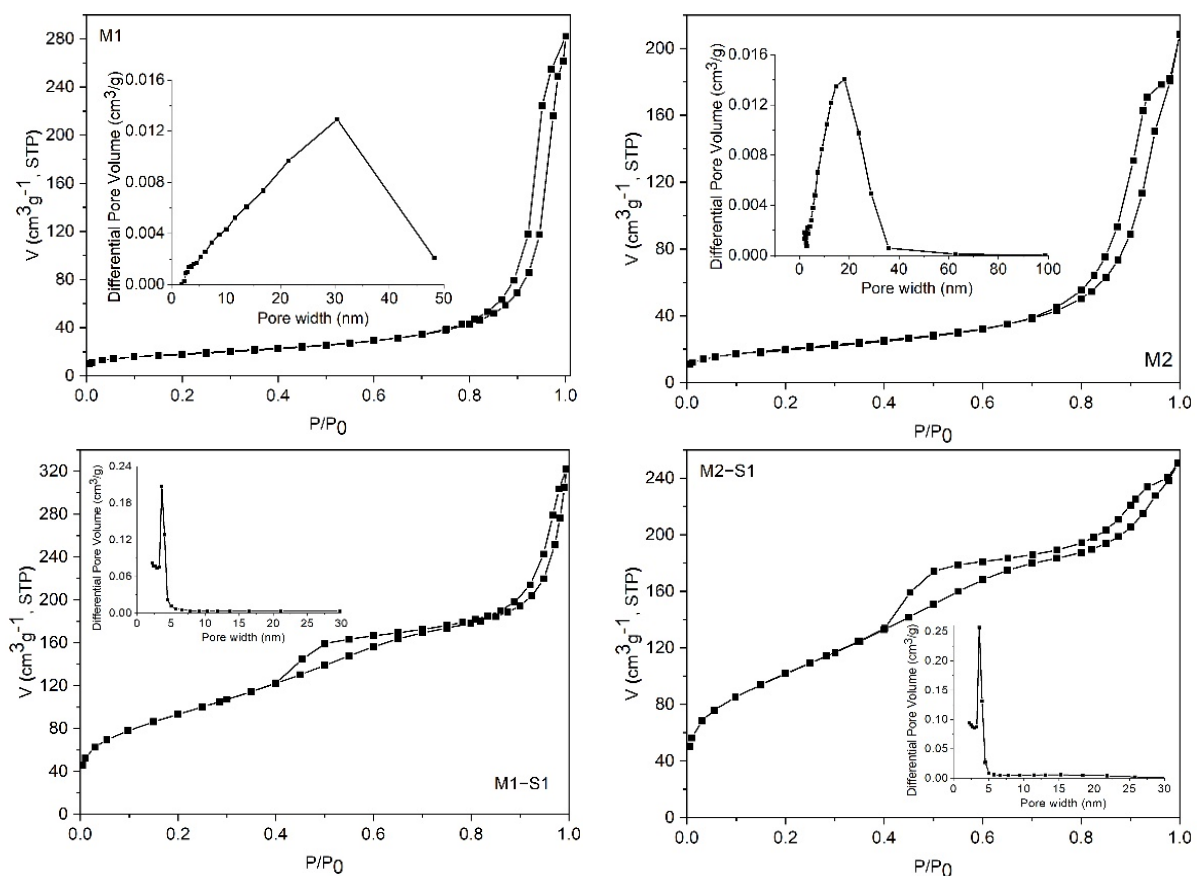 M1
V (cm³g⁻¹, STP)
280
240
200
160
120
80
40
0
0.0 0.2 0.4 0.6 0.8 1.0
P/P₀
Differential Pore Volume (cm³/g)
0.016
0.012
0.008
0.004
0.000
0 10 20 30 40 50
Pore width (nm)
M2
V (cm³g⁻¹, STP)
200
160
120
80
40
0
0.0 0.2 0.4 0.6 0.8 1.0
P/P₀
Differential Pore Volume (cm³/g)
0.016
0.012
0.008
0.004
0.000
0 20 40 60 80 100
Pore width (nm)
M1−S1
V (cm³g⁻¹, STP)
320
280
240
200
160
120
80
40
0
0.0 0.2 0.4 0.6 0.8 1.0
P/P₀
Differential Pore Volume (cm³/g)
0.24
0.18
0.12
0.06
0.00
0 5 10 15 20 25 30
Pore width (nm)
M2−S1
V (cm³g⁻¹, STP)
240
200
160
120
80
40
0
0.0 0.2 0.4 0.6 0.8 1.0
P/P₀
Differential Pore Volume (cm³/g)
0.25
0.20
0.15
0.10
0.05
0.00
0 5 10 15 20 25 30
Pore width (nm)